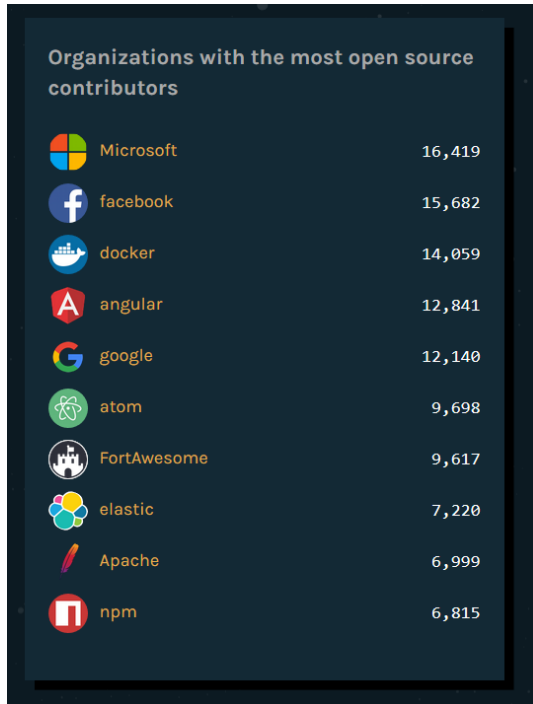 Organizations with the most open source
contributors
Microsoft 16,419
facebook 15,682
docker 14,059
angular 12,841
google 12,140
atom 9,698
FortAwesome 9,617
elastic 7,220
Apache 6,999
npm 6,815